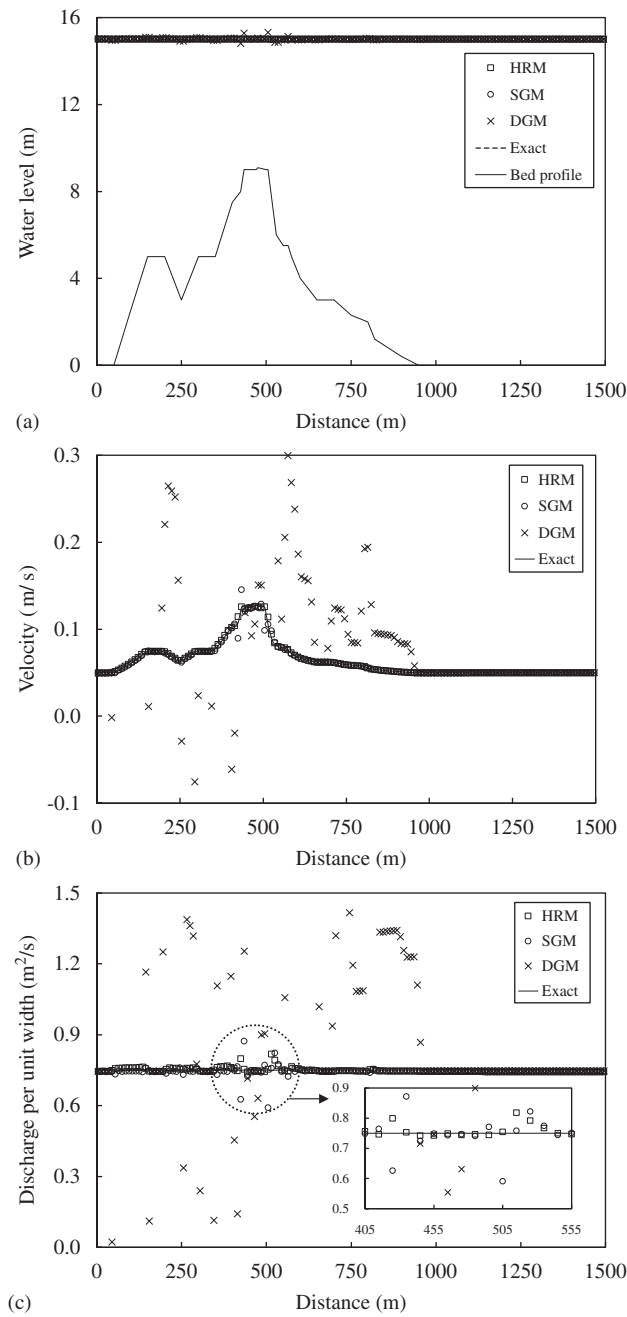 16
12
8
4
0
Water level (m)
HRM
SGM
DGM
Exact
Bed profile
0 250 500 750 1000 1250 1500
Distance (m)
(a)
0.3
0.2
0.1
0.0
-0.1
Velocity (m/s)
HRM
SGM
DGM
Exact
0 250 500 750 1000 1250 1500
Distance (m)
(b)
1.5
1.2
0.9
0.6
0.3
0.0
Discharge per unit width (m²/s)
HRM
SGM
DGM
Exact
0.9
0.8
0.7
0.6
0.5
405 455 505 555
0 250 500 750 1000 1250 1500
Distance (m)
(c)